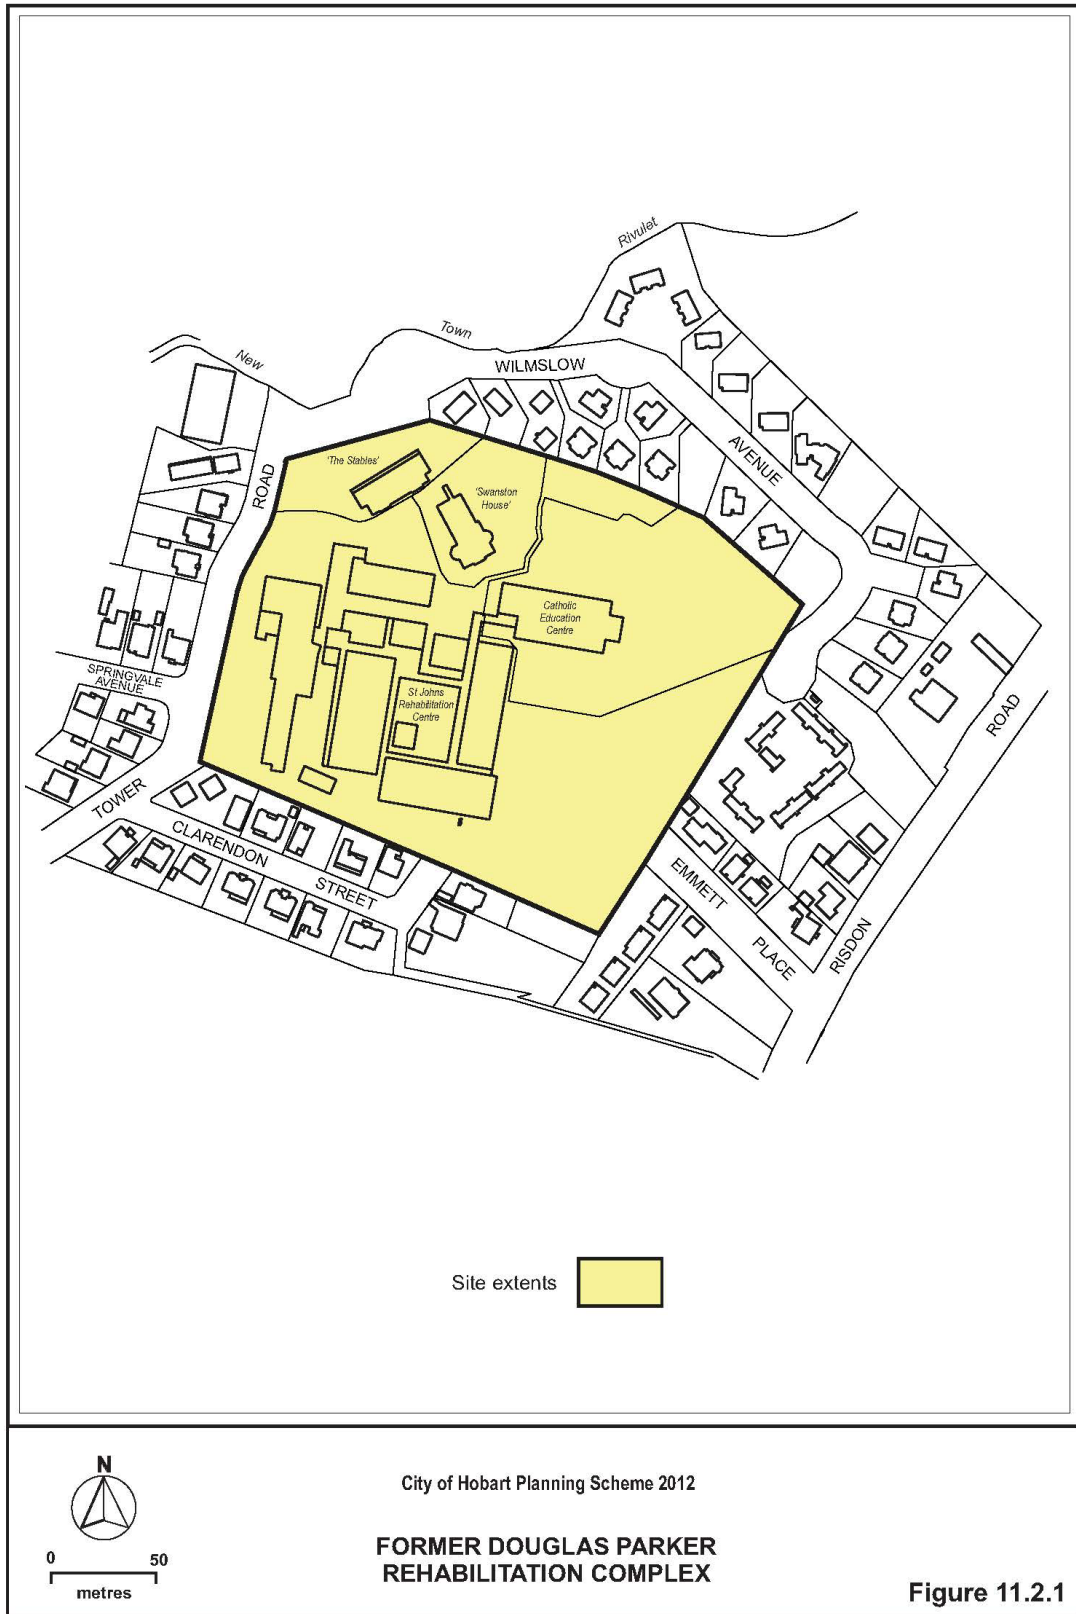 Rivulet
Town
New
WILMSLOW
AVENUE
'The Stables'
'Swanston
House'
ROAD
Catholic
Education
Centre
SPRINGVALE
AVENUE
St Johns
Rehabilitation
Centre
ROAD
TOWER
CLARENDON
STREET
EMMETT
PLACE
RISDON
Site extents
N
0 50
metres
City of Hobart Planning Scheme 2012
FORMER DOUGLAS PARKER
REHABILITATION COMPLEX
Figure 11.2.1